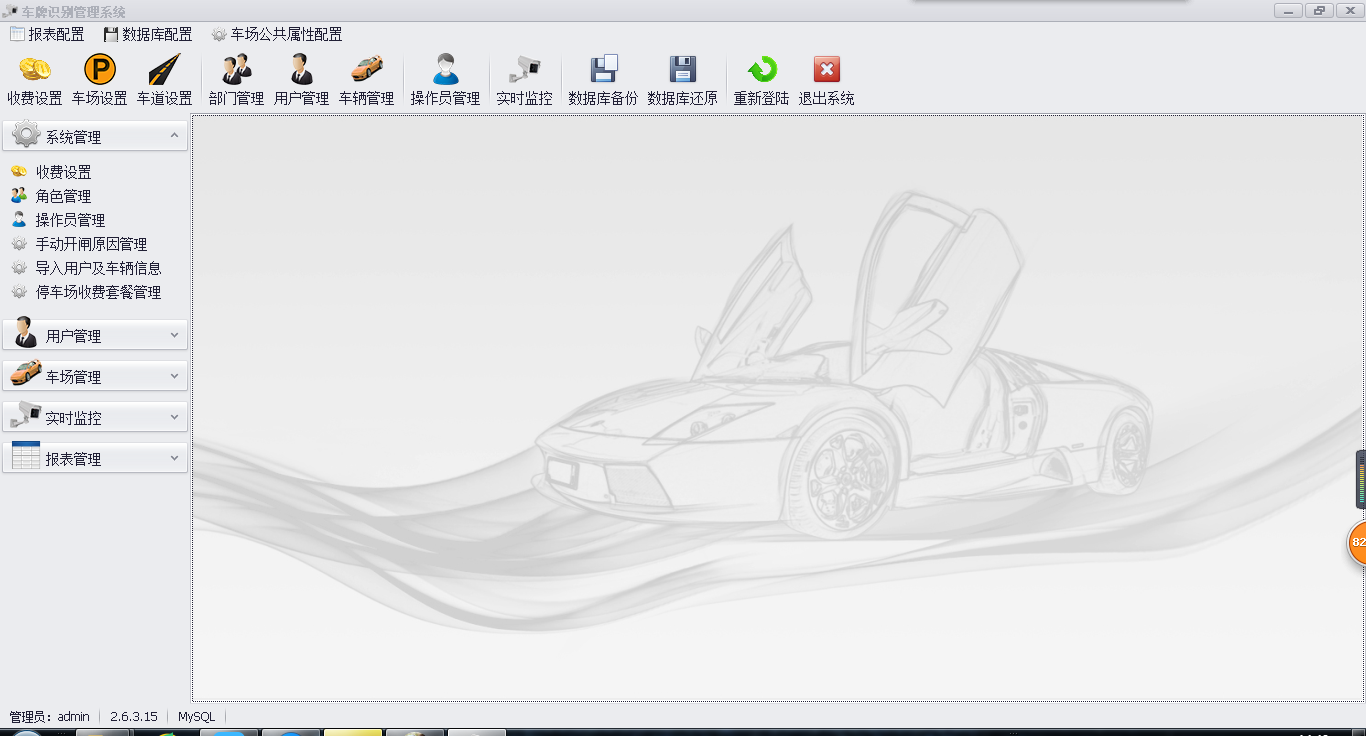 车牌识别管理系统
报表配置 数据库配置 车场公共属性配置
收费设置 车场设置 车道设置 部门管理 用户管理 车辆管理 操作员管理 实时监控 数据库备份 数据库还原 重新登陆 退出系统
系统管理
收费设置
角色管理
操作员管理
手动开闸原因管理
导入用户及车辆信息
停车场收费套餐管理
用户管理
车场管理
实时监控
报表管理
82
管理员：admin 2.6.3.15 MySQL